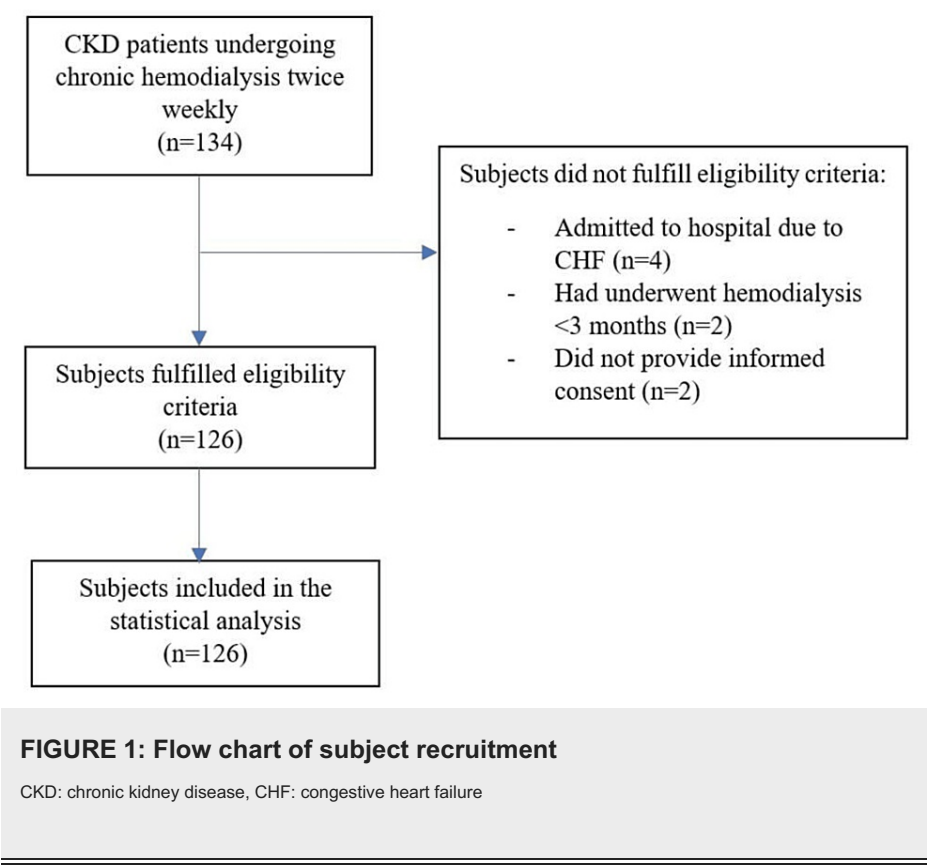 CKD patients undergoing
chronic hemodialysis twice
weekly
(n=134)
Subjects did not fulfill eligibility criteria:
- Admitted to hospital due to
CHF (n=4)
- Had underwent hemodialysis
<3 months (n=2)
- Did not provide informed
consent (n=2)
Subjects fulfilled eligibility
criteria
(n=126)
Subjects included in the
statistical analysis
(n=126)
FIGURE 1: Flow chart of subject recruitment
CKD: chronic kidney disease, CHF: congestive heart failure